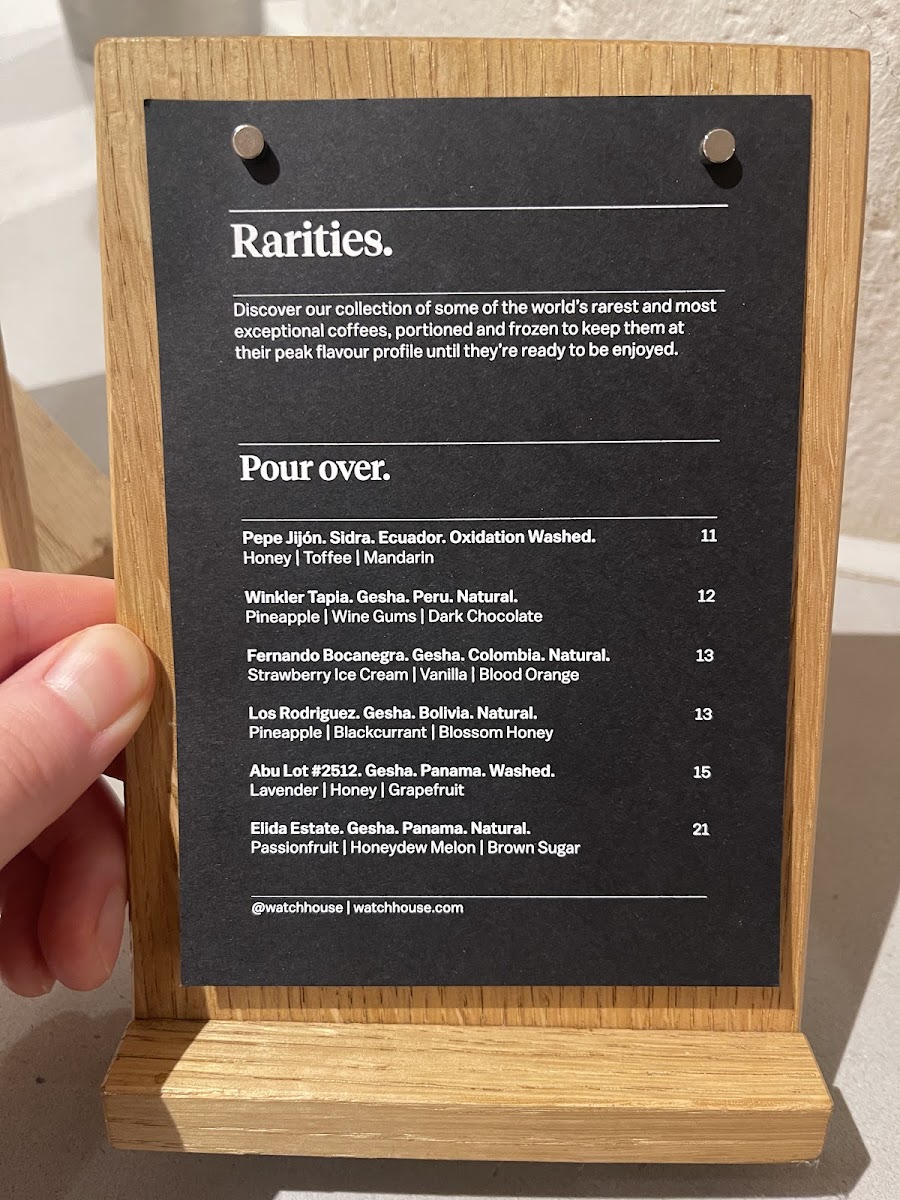 Rarities.
Discover our collection of some of the world's rarest and most
exceptional coffees, portioned and frozen to keep them at
their peak flavour profile until they're ready to be enjoyed.
Pour over.
Pepe Jijón. Sidra. Ecuador. Oxidation Washed. 11
Honey | Toffee | Mandarin
Winkler Tapia. Gesha. Peru. Natural. 12
Pineapple | Wine Gums | Dark Chocolate
Fernando Bocanegra. Gesha. Colombia. Natural. 13
Strawberry Ice Cream | Vanilla | Blood Orange
Los Rodriguez. Gesha. Bolivia. Natural. 13
Pineapple | Blackcurrant | Blossom Honey
Abu Lot #2512. Gesha. Panama. Washed. 15
Lavender | Honey | Grapefruit
Elida Estate. Gesha. Panama. Natural. 21
Passionfruit | Honeydew Melon | Brown Sugar
@watchhouse | watchhouse.com